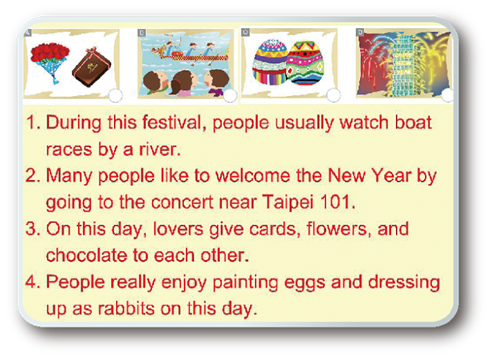 1. During this festival, people usually watch boat
races by a river.
2. Many people like to welcome the New Year by
going to the concert near Taipei 101.
3. On this day, lovers give cards, flowers, and
chocolate to each other.
4. People really enjoy painting eggs and dressing
up as rabbits on this day.